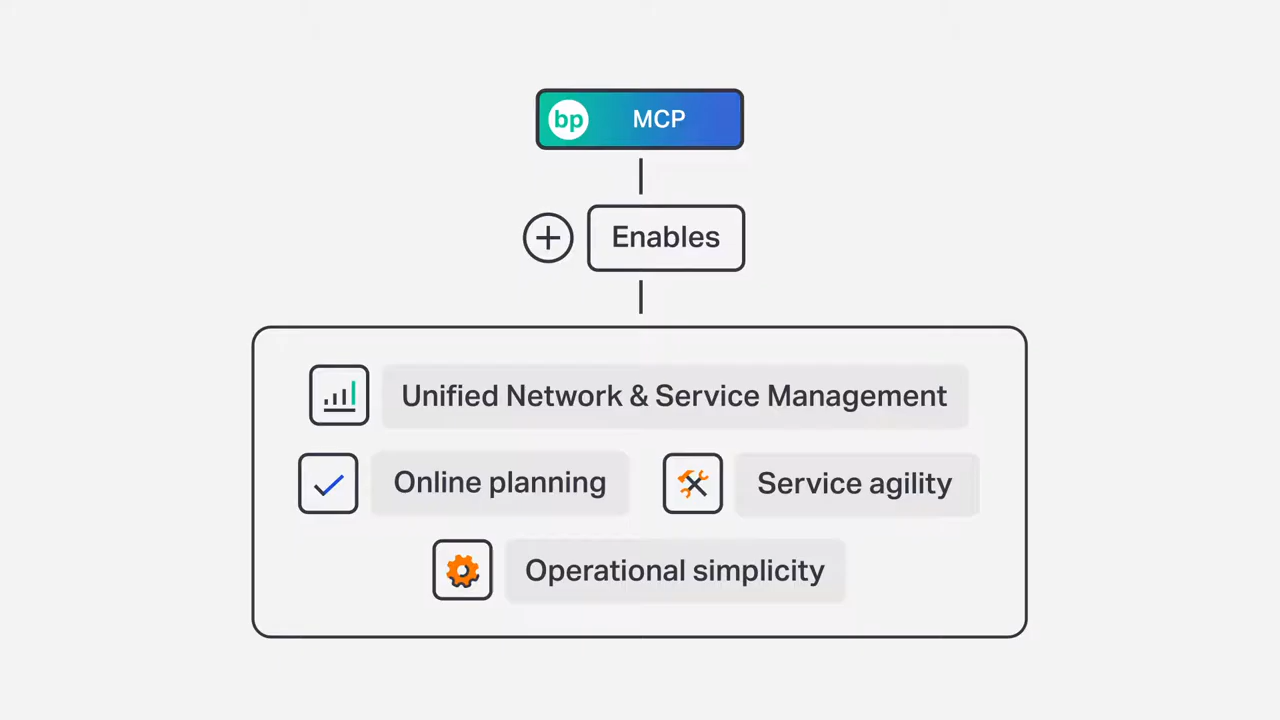 bp MCP
Enables
Unified Network & Service Management
Online planning
Service agility
Operational simplicity